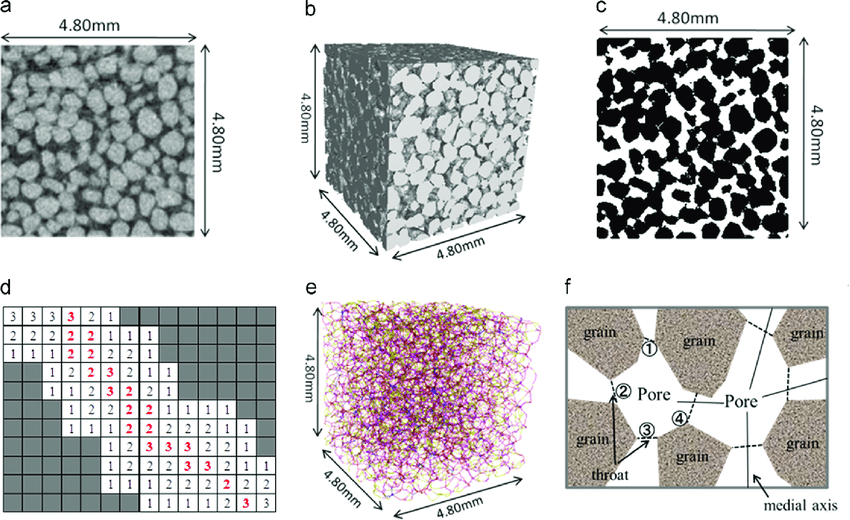 a
4.80mm
4.80mm
b
4.80mm
4.80mm
4.80mm
c
4.80mm
4.80mm
d
3 3 3 3 2 1
2 2 2 2 2 1 1 1
1 1 1 2 2 2 2 1
1 2 2 3 2 1 1
1 1 1 3 2 2 1
1 2 2 2 2 1 1 1 1
1 1 1 2 2 2 2 2 1
1 2 3 3 3 2 1
1 2 2 2 3 3 2 1 1
1 1 1 2 2 2 2 2 1
1 1 1 1 2 3 3
e
4.80mm
4.80mm
4.80mm
f
grain
grain
grain
①
②
Pore
Pore
③
④
grain
grain
grain
throat
medial axis